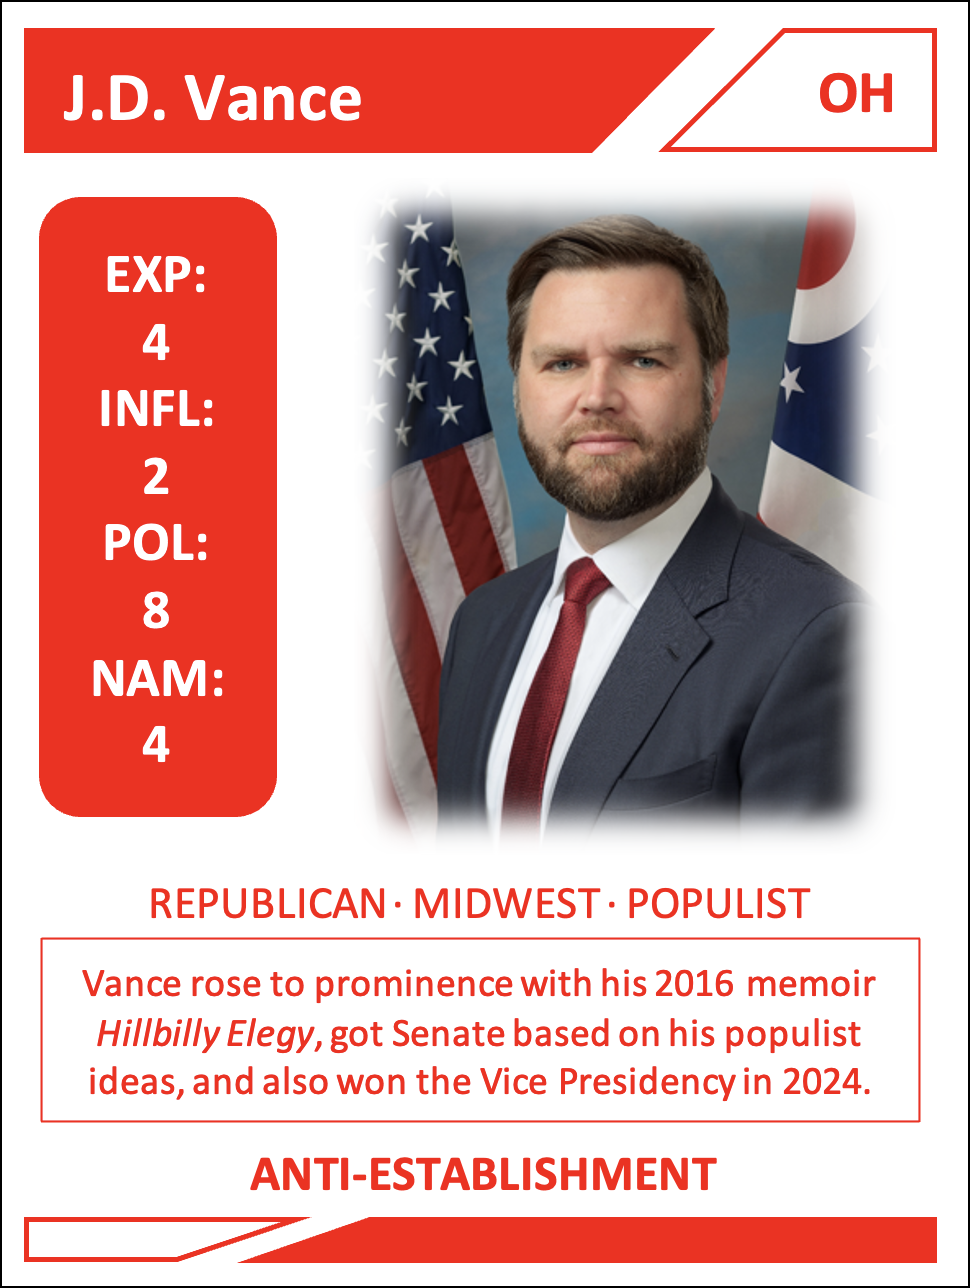 J.D. Vance
OH
EXP:
4
INFL:
2
POL:
8
NAM:
4
REPUBLICAN · MIDWEST · POPULIST
Vance rose to prominence with his 2016 memoir
Hillbilly Elegy, got Senate based on his populist
ideas, and also won the Vice Presidency in 2024.
ANTI-ESTABLISHMENT